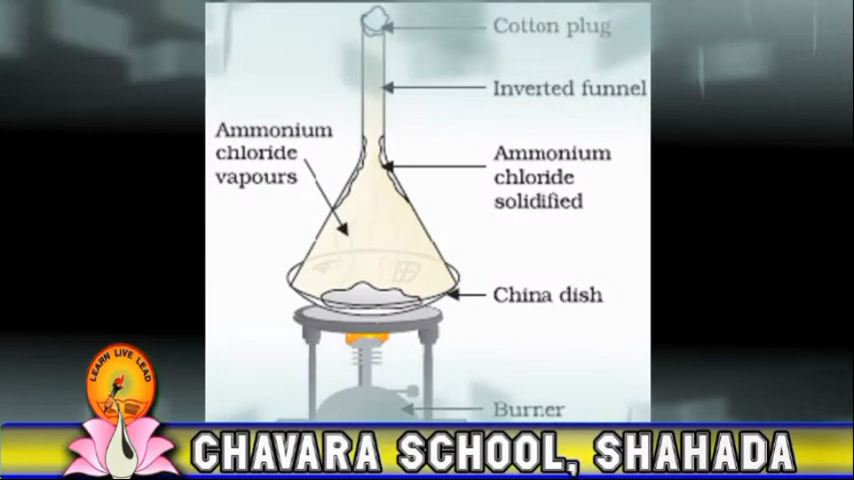 Cotton plug
Inverted funnel
Ammonium
chloride
vapours
Ammonium
chloride
solidified
China dish
Burner
LEARN LIVE LEAD
CHAVARA SCHOOL, SHAHADA